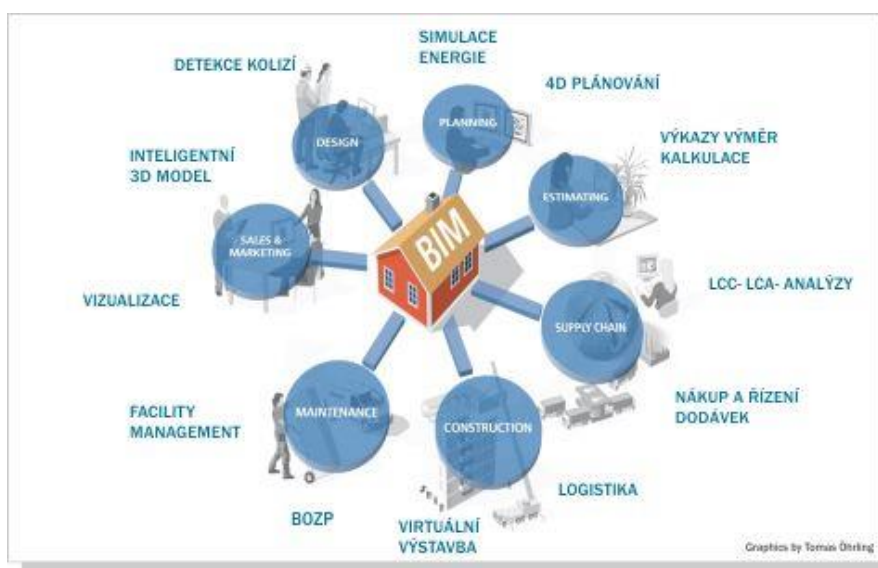 SIMULACE
ENERGIE
DETEKCE KOLIZÍ
4D PLÁNOVÁNÍ
PLANNING
DESIGN
VÝKAZY VÝMĚR
KALKULACE
INTELIGENTNÍ
3D MODEL
ESTIMATING
SALES &
MARKETING
BIM
LCC- LCA- ANALÝZY
VIZUALIZACE
SUPPLY CHAIN
NÁKUP A ŘÍZENÍ
DODÁVEK
FACILITY
MANAGEMENT
MAINTENANCE
CONSTRUCTION
LOGISTIKA
BOZP
VIRTUÁLNÍ
VÝSTAVBA
Graphics by Tomas Öhrling